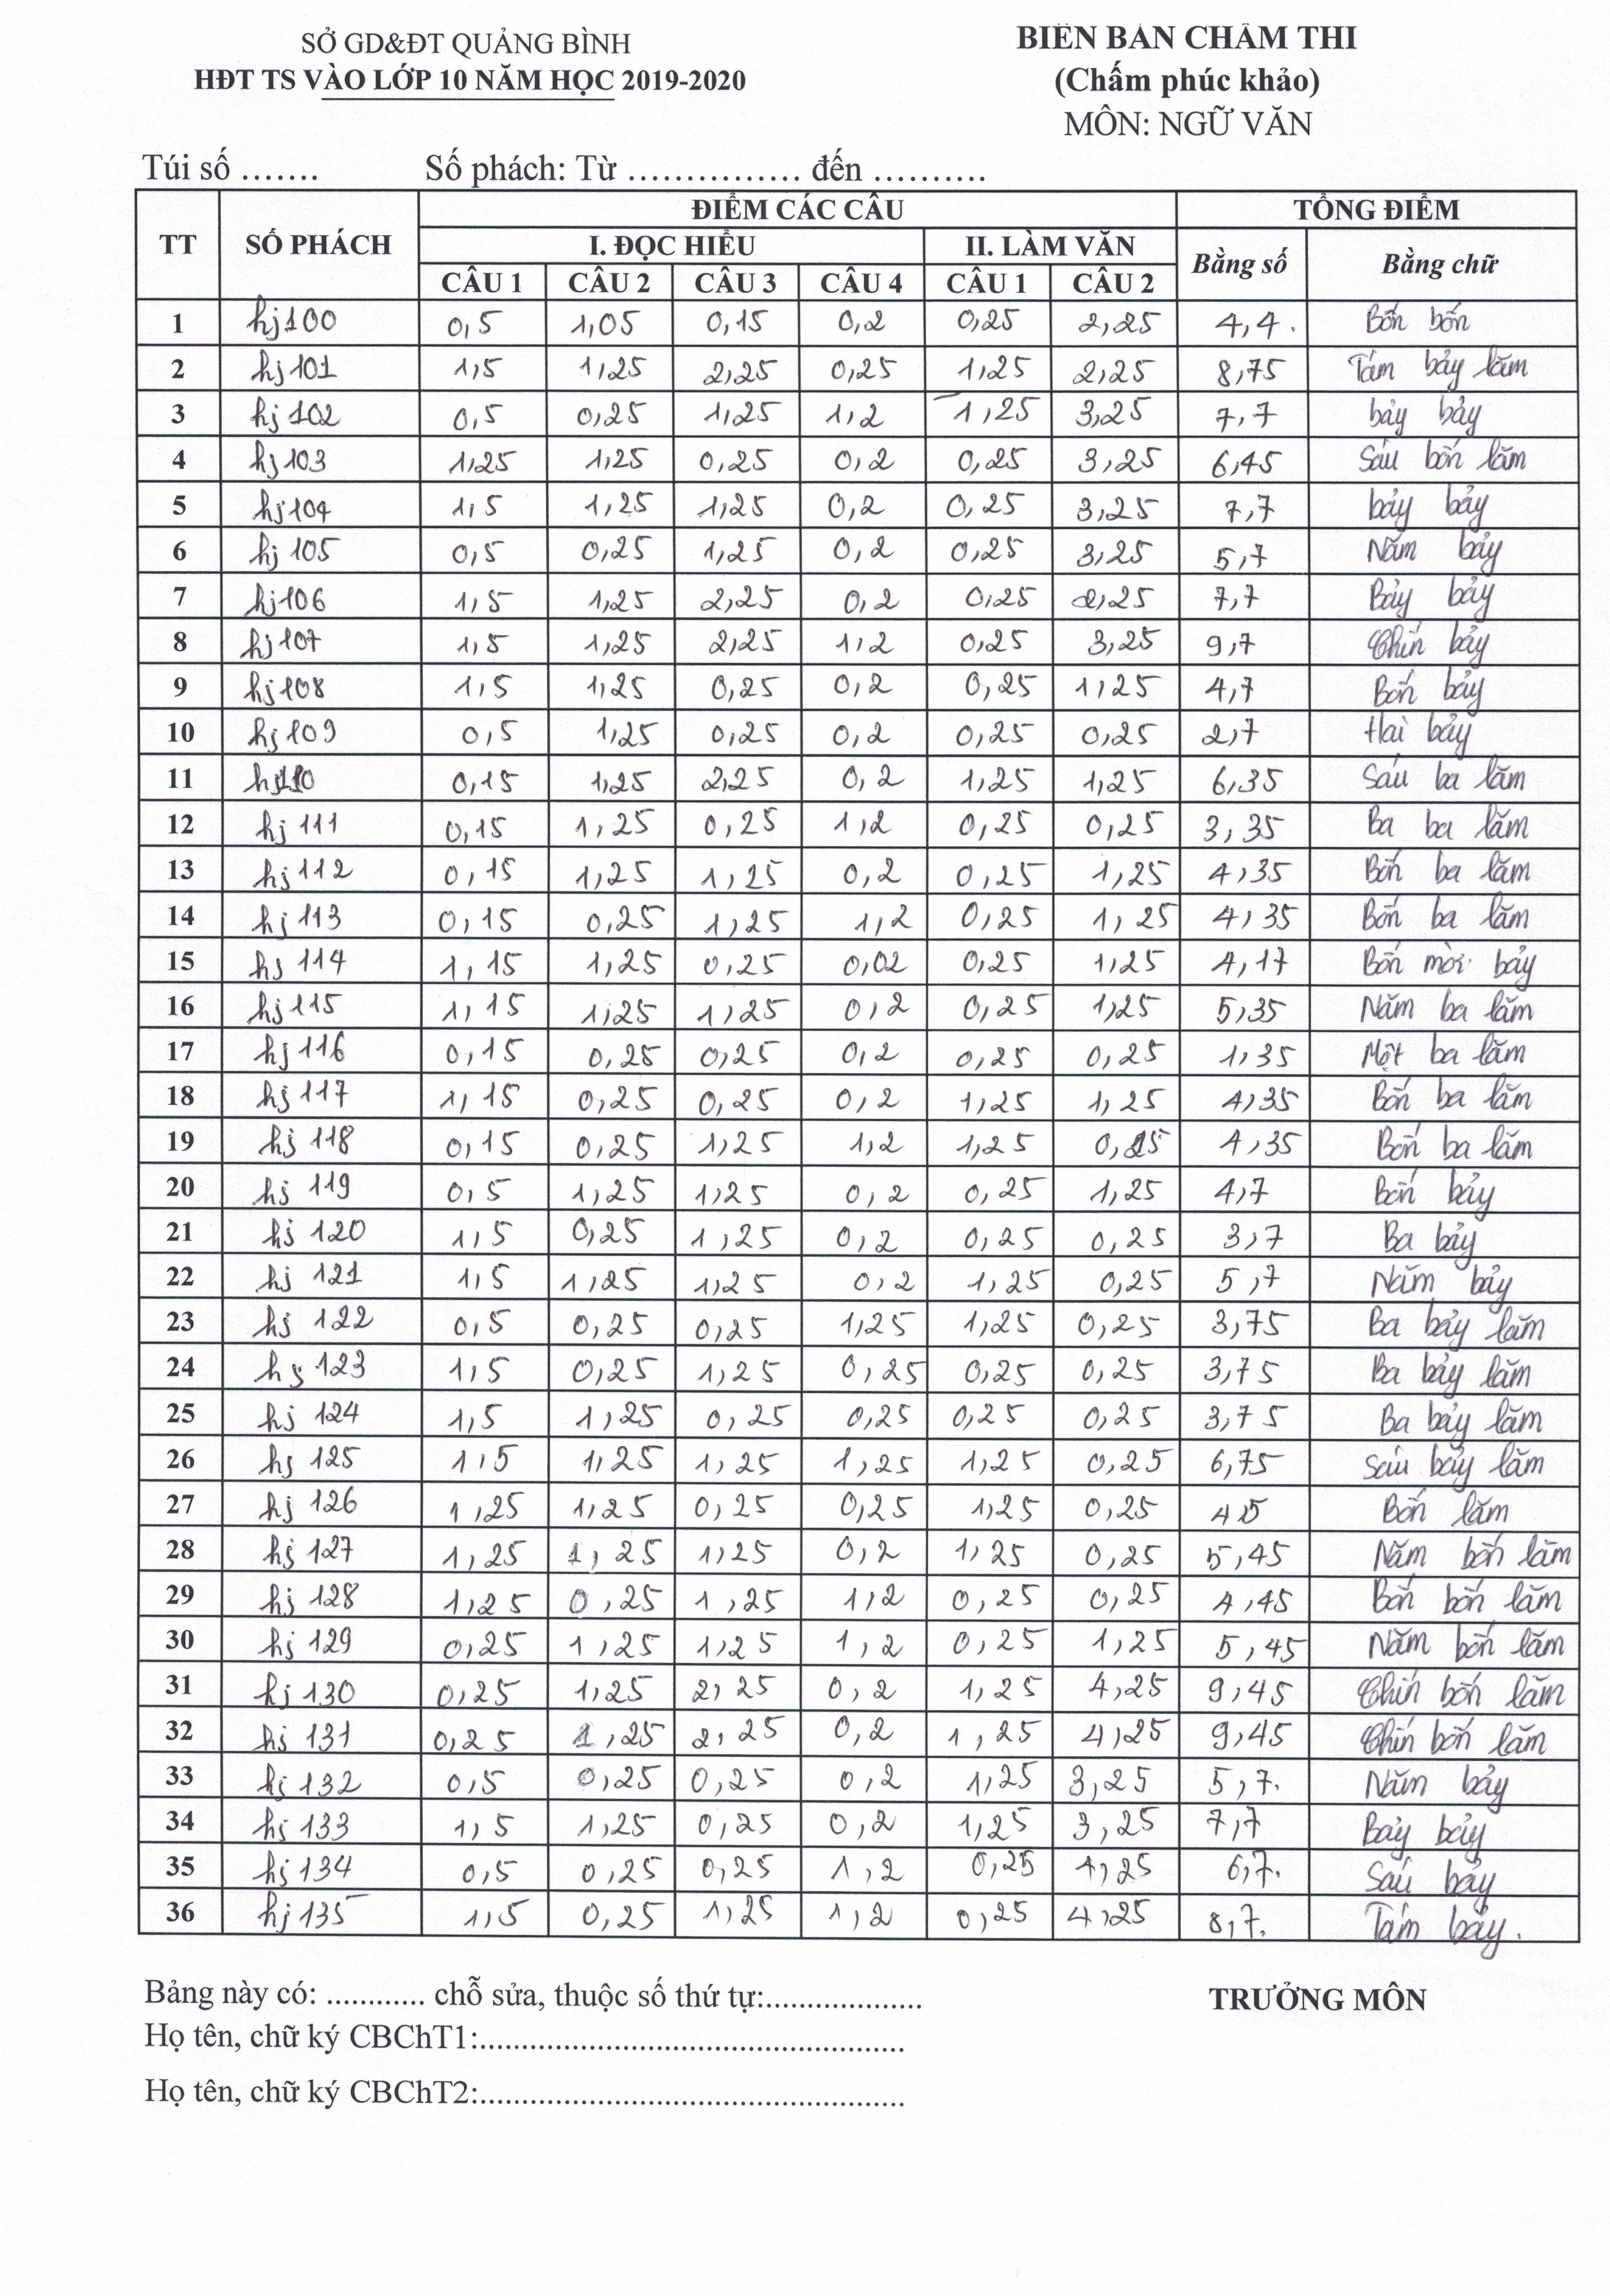 SỞ GD&ĐT QUẢNG BÌNH
HĐT TS VÀO LỚP 10 NĂM HỌC 2019-2020
BIÊN BẢN CHẤM THI
(Chấm phúc khảo)
MÔN: NGỮ VĂN
Túi số ....... Số phách: Từ ............... đến ..........
TT SỐ PHÁCH ĐIỂM CÁC CÂU TỔNG ĐIỂM
I. ĐỌC HIỂU II. LÀM VĂN Bằng số Bằng chữ
CÂU 1 CÂU 2 CÂU 3 CÂU 4 CÂU 1 CÂU 2
1 hj100 0,5 1,05 0,15 0,2 0,25 2,25 4,4. Bốn bốn
2 hj101 1,5 1,25 2,25 0,25 1,25 2,25 8,75 Tám bảy lăm
3 hj102 0,5 0,25 1,25 1,2 1,25 3,25 7,7 bảy bảy
4 hj103 1,25 1,25 0,25 0,2 0,25 3,25 6,45 Sáu bốn lăm
5 hj104 1,5 1,25 1,25 0,2 0,25 3,25 7,7 bảy bảy
6 hj105 0,5 0,25 1,25 0,2 0,25 3,25 5,7 Năm bảy
7 hj106 1,5 1,25 2,25 0,2 0,25 2,25 7,7 Bảy bảy
8 hj107 1,5 1,25 2,25 1,2 0,25 3,25 9,7 Chín bảy
9 hj108 1,5 1,25 0,25 0,2 0,25 1,25 4,7 Bốn bảy
10 hj109 0,5 1,25 0,25 0,2 0,25 0,25 2,7 Hai bảy
11 hj110 0,15 1,25 2,25 0,2 1,25 1,25 6,35 Sáu ba lăm
12 hj111 0,15 1,25 0,25 1,2 0,25 0,25 3,35 Ba ba lăm
13 hj112 0,15 1,25 1,25 0,2 0,25 1,25 4,35 Bốn ba lăm
14 hj113 0,15 0,25 1,25 1,2 0,25 1,25 4,35 Bốn ba lăm
15 hj114 1,15 1,25 0,25 0,02 0,25 1,25 4,17 Bốn mười bảy
16 hj115 1,15 1,25 1,25 0,2 0,25 1,25 5,35 Năm ba lăm
17 hj116 0,15 0,25 0,25 0,2 0,25 0,25 1,35 Một ba lăm
18 hj117 1,15 0,25 0,25 0,2 1,25 1,25 4,35 Bốn ba lăm
19 hj118 0,15 0,25 1,25 1,2 1,25 0,25 4,35 Bốn ba lăm
20 hj119 0,5 1,25 1,25 0,2 0,25 1,25 4,7 Bốn bảy
21 hj120 1,5 0,25 1,25 0,2 0,25 0,25 3,7 Ba bảy
22 hj121 1,5 1,25 1,25 0,2 1,25 0,25 5,7 Năm bảy
23 hj122 0,5 0,25 0,25 1,25 1,25 0,25 3,75 Ba bảy lăm
24 hj123 1,5 0,25 1,25 0,25 0,25 0,25 3,75 Ba bảy lăm
25 hj124 1,5 1,25 0,25 0,25 0,25 0,25 3,75 Ba bảy lăm
26 hj125 1,5 1,25 1,25 1,25 1,25 0,25 6,75 Sáu bảy lăm
27 hj126 1,25 1,25 0,25 0,25 1,25 0,25 4,5 Bốn lăm
28 hj127 1,25 1,25 1,25 0,2 1,25 0,25 5,45 Năm bốn lăm
29 hj128 1,25 0,25 1,25 1,2 0,25 0,25 4,45 Bốn bốn lăm
30 hj129 0,25 1,25 1,25 1,2 0,25 1,25 5,45 Năm bốn lăm
31 hj130 0,25 1,25 2,25 0,2 1,25 4,25 9,45 Chín bốn lăm
32 hj131 0,25 1,25 2,25 0,2 1,25 4,25 9,45 Chín bốn lăm
33 hj132 0,5 0,25 0,25 0,2 1,25 3,25 5,7. Năm bảy
34 hj133 1,5 1,25 0,25 0,2 1,25 3,25 7,7 Bảy bảy
35 hj134 0,5 0,25 0,25 1,2 0,25 4,25 6,7. Sáu bảy
36 hj135 1,5 0,25 1,25 1,2 0,25 4,25 8,7. Tám bảy.
Bảng này có: ............ chỗ sửa, thuộc số thứ tự:...................
TRƯỞNG MÔN
Họ tên, chữ ký CBChT1:...................................................
Họ tên, chữ ký CBChT2:...................................................